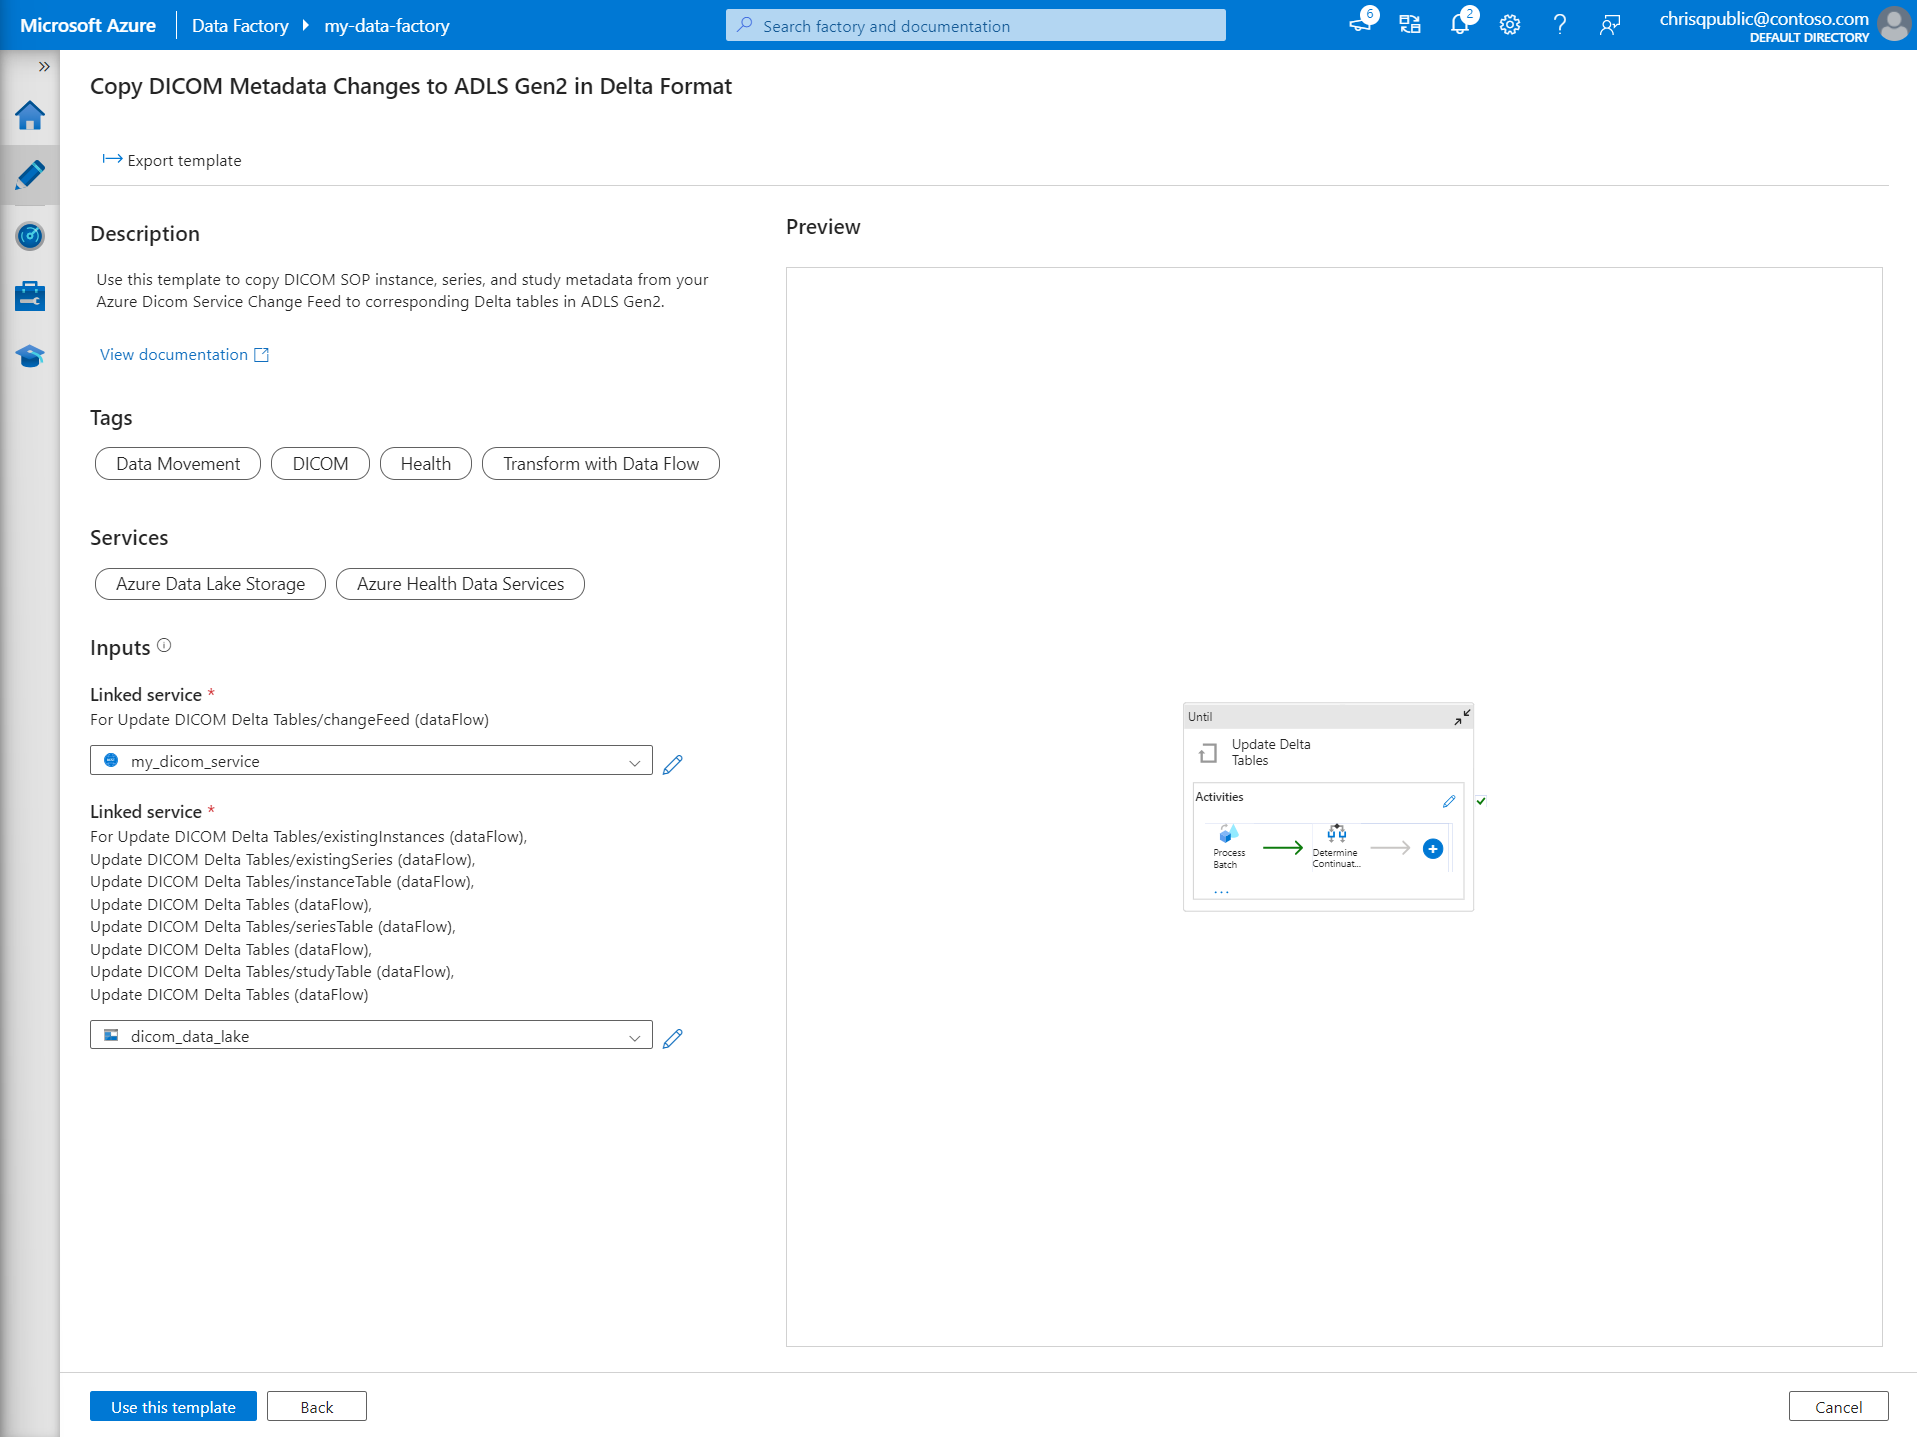 Microsoft Azure
Data Factory
my-data-factory
Search factory and documentation
6
2
chrisqpublic@contoso.com
DEFAULT DIRECTORY
Copy DICOM Metadata Changes to ADLS Gen2 in Delta Format
Export template
Description
Use this template to copy DICOM SOP instance, series, and study metadata from your
Azure Dicom Service Change Feed to corresponding Delta tables in ADLS Gen2.
View documentation
Tags
Data Movement
DICOM
Health
Transform with Data Flow
Services
Azure Data Lake Storage
Azure Health Data Services
Inputs
Linked service *
For Update DICOM Delta Tables/changeFeed (dataFlow)
my_dicom_service
Linked service *
For Update DICOM Delta Tables/existingInstances (dataFlow),
Update DICOM Delta Tables/existingSeries (dataFlow),
Update DICOM Delta Tables/instanceTable (dataFlow),
Update DICOM Delta Tables (dataFlow),
Update DICOM Delta Tables/seriesTable (dataFlow),
Update DICOM Delta Tables (dataFlow),
Update DICOM Delta Tables/studyTable (dataFlow),
Update DICOM Delta Tables (dataFlow)
dicom_data_lake
Preview
Until
Update Delta
Tables
Activities
Process
Batch
Determine
Continuat...
...
Use this template
Back
Cancel